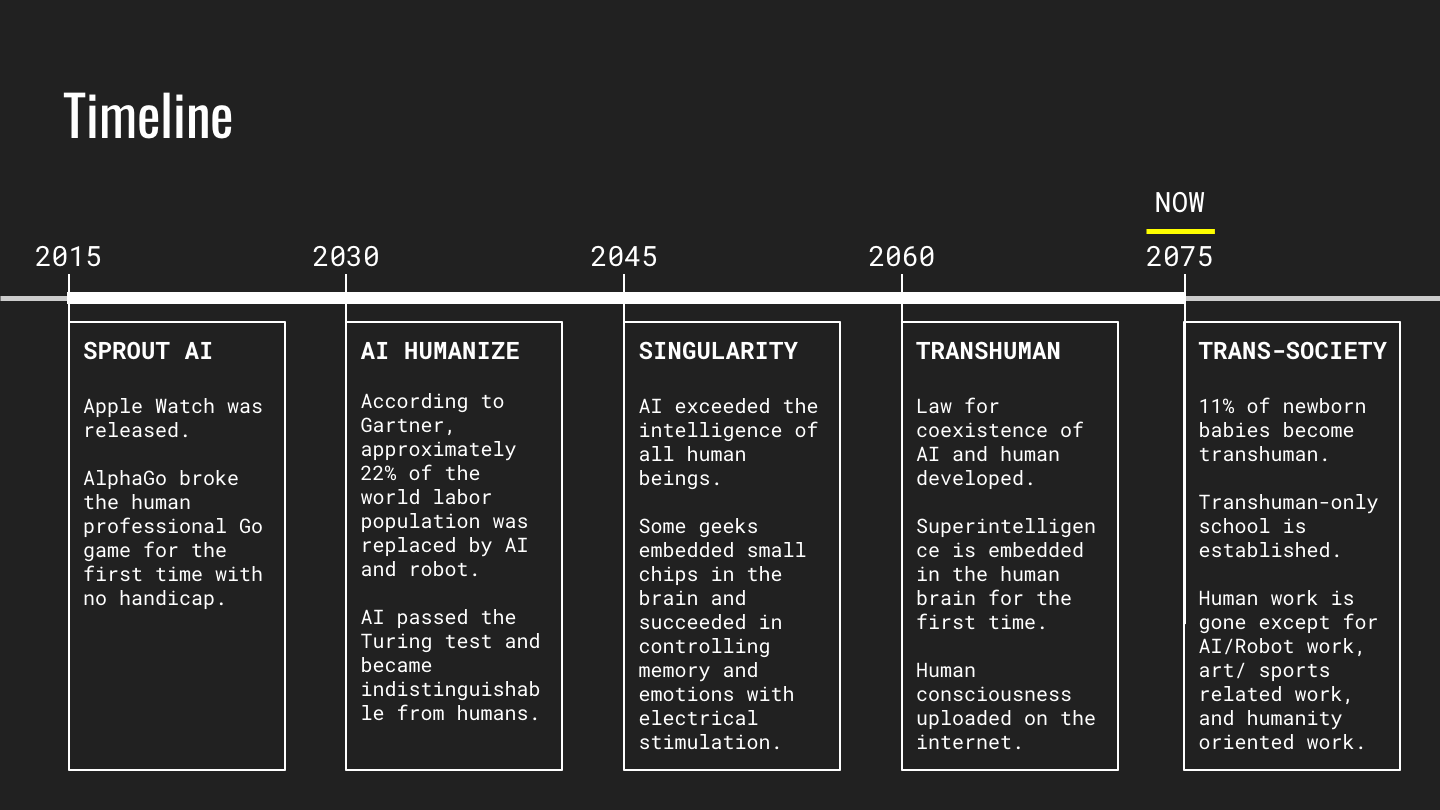 Timeline
NOW
2015
2030
2045
2060
2075
SPROUT AI
Apple Watch was
released.
AlphaGo broke
the human
professional Go
game for the
first time with
no handicap.
AI HUMANIZE
According to
Gartner,
approximately
22% of the
world labor
population was
replaced by AI
and robot.
AI passed the
Turing test and
became
indistinguishab
le from humans.
SINGULARITY
AI exceeded the
intelligence of
all human
beings.
Some geeks
embedded small
chips in the
brain and
succeeded in
controlling
memory and
emotions with
electrical
stimulation.
TRANSHUMAN
Law for
coexistence of
AI and human
developed.
Superintelligen
ce is embedded
in the human
brain for the
first time.
Human
consciousness
uploaded on the
internet.
TRANS-SOCIETY
11% of newborn
babies become
transhuman.
Transhuman-only
school is
established.
Human work is
gone except for
AI/Robot work,
art/ sports
related work,
and humanity
oriented work.